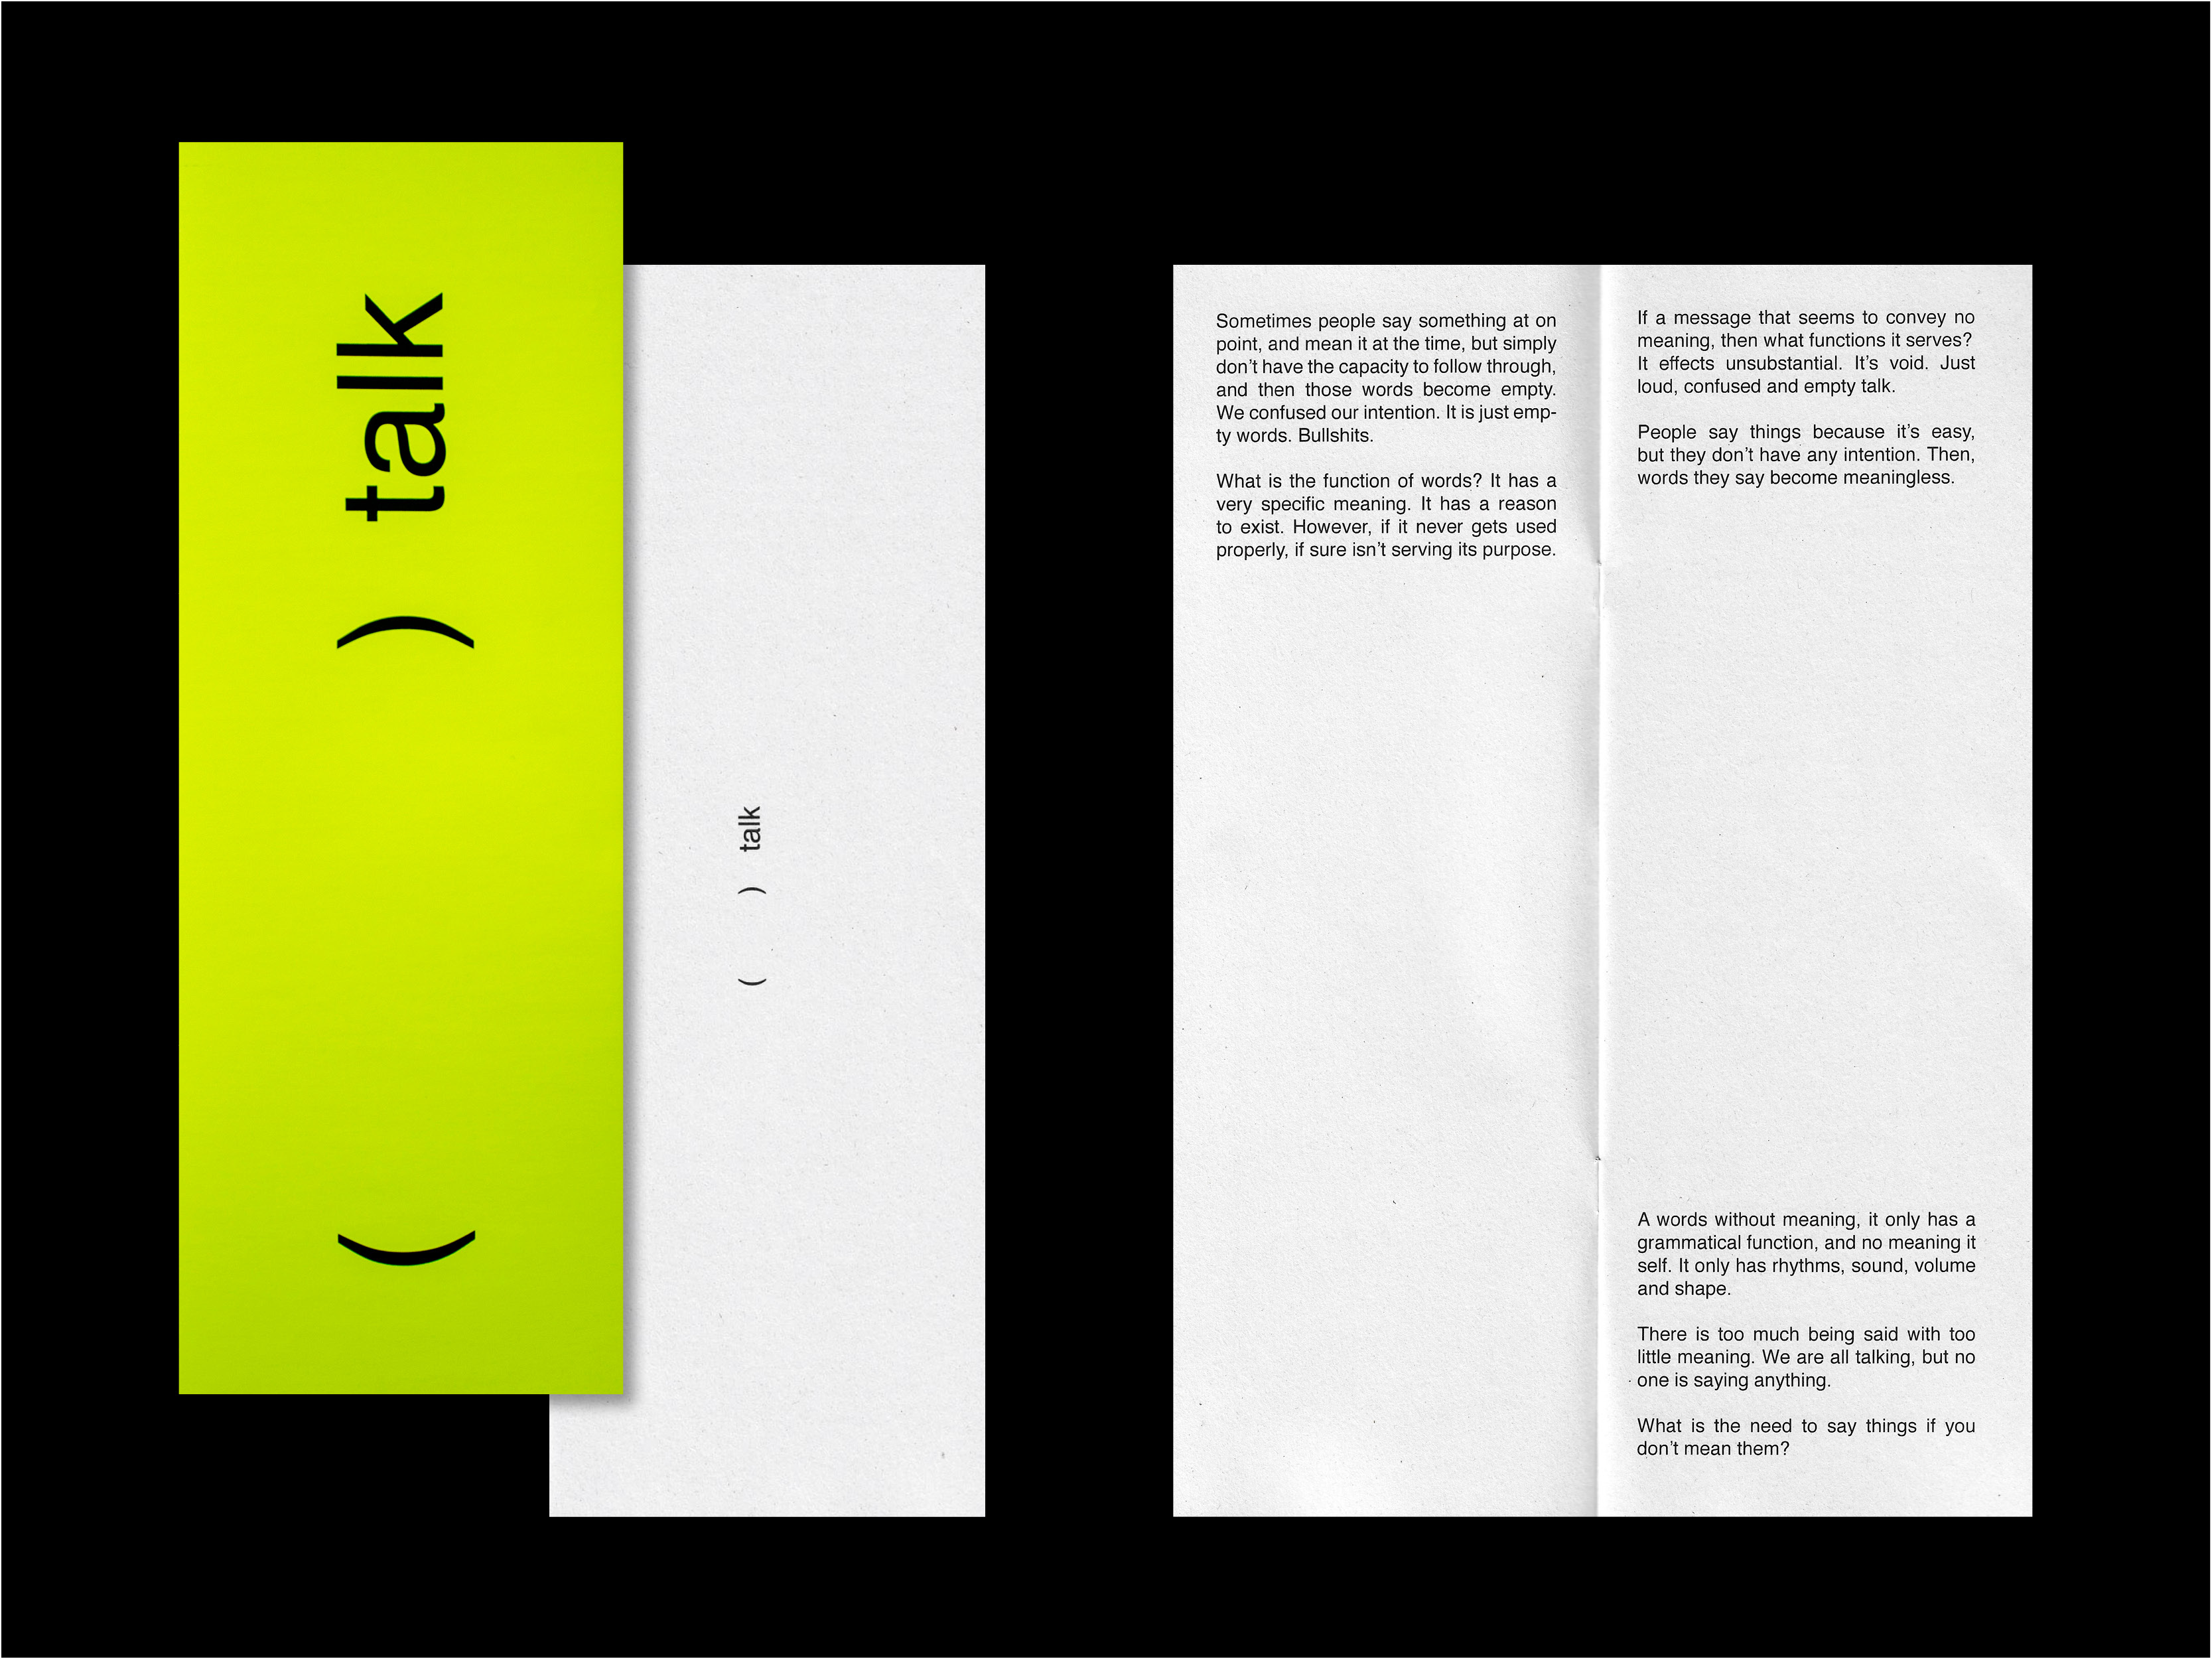 (          ) talk
(     ) talk
Sometimes people say something at on
point, and mean it at the time, but simply
don't have the capacity to follow through,
and then those words become empty.
We confused our intention. It is just emp-
ty words. Bullshits.
What is the function of words? It has a
very specific meaning. It has a reason
to exist. However, if it never gets used
properly, if sure isn't serving its purpose.
If a message that seems to convey no
meaning, then what functions it serves?
It effects unsubstantial. It's void. Just
loud, confused and empty talk.
People say things because it's easy,
but they don't have any intention. Then,
words they say become meaningless.
A words without meaning, it only has a
grammatical function, and no meaning it
self. It only has rhythms, sound, volume
and shape.
There is too much being said with too
little meaning. We are all talking, but no
one is saying anything.
What is the need to say things if you
don't mean them?